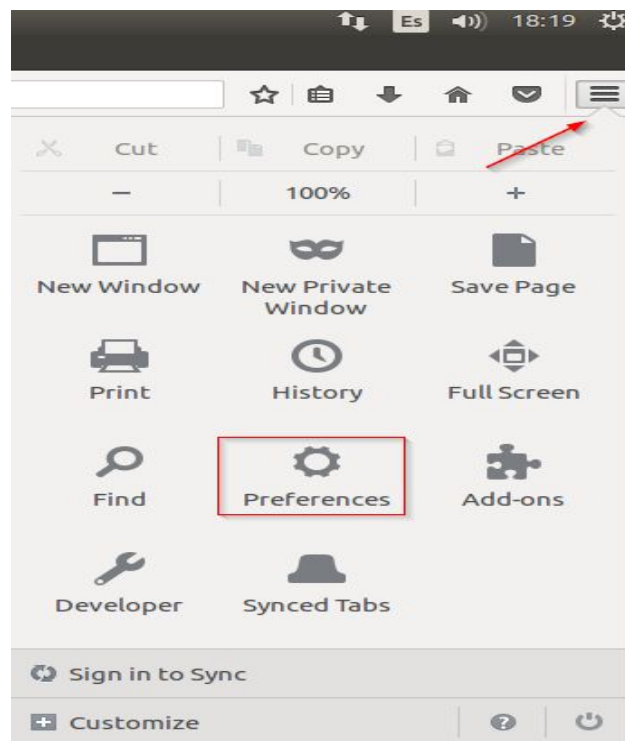 Es 18:19
Cut Copy Paste
− 100% +
New Window New Private Window Save Page
Print History Full Screen
Find Preferences Add-ons
Developer Synced Tabs
Sign in to Sync
Customize